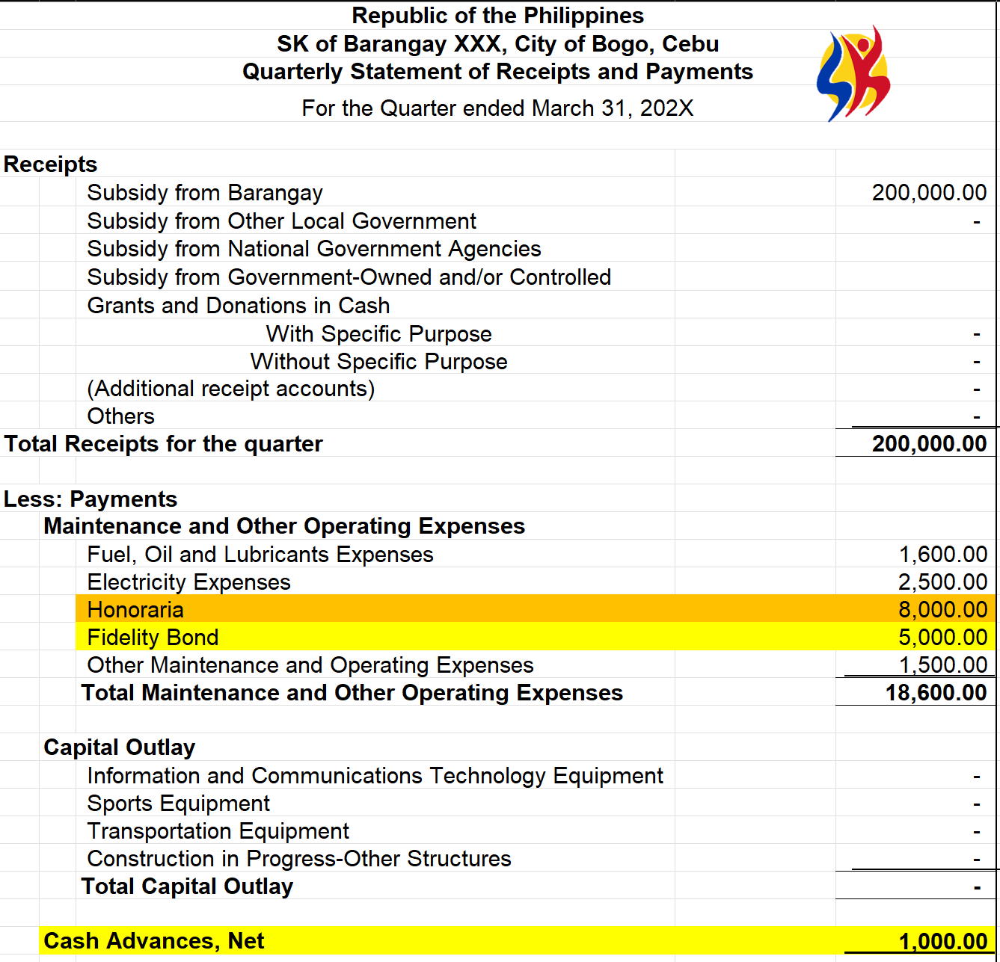 Republic of the Philippines
SK of Barangay XXX, City of Bogo, Cebu
Quarterly Statement of Receipts and Payments
For the Quarter ended March 31, 202X
Receipts
Subsidy from Barangay 200,000.00
Subsidy from Other Local Government -
Subsidy from National Government Agencies
Subsidy from Government-Owned and/or Controlled
Grants and Donations in Cash
With Specific Purpose -
Without Specific Purpose -
(Additional receipt accounts) -
Others -
Total Receipts for the quarter 200,000.00
Less: Payments
Maintenance and Other Operating Expenses
Fuel, Oil and Lubricants Expenses 1,600.00
Electricity Expenses 2,500.00
Honoraria 8,000.00
Fidelity Bond 5,000.00
Other Maintenance and Operating Expenses 1,500.00
Total Maintenance and Other Operating Expenses 18,600.00
Capital Outlay
Information and Communications Technology Equipment -
Sports Equipment -
Transportation Equipment -
Construction in Progress-Other Structures -
Total Capital Outlay -
Cash Advances, Net 1,000.00